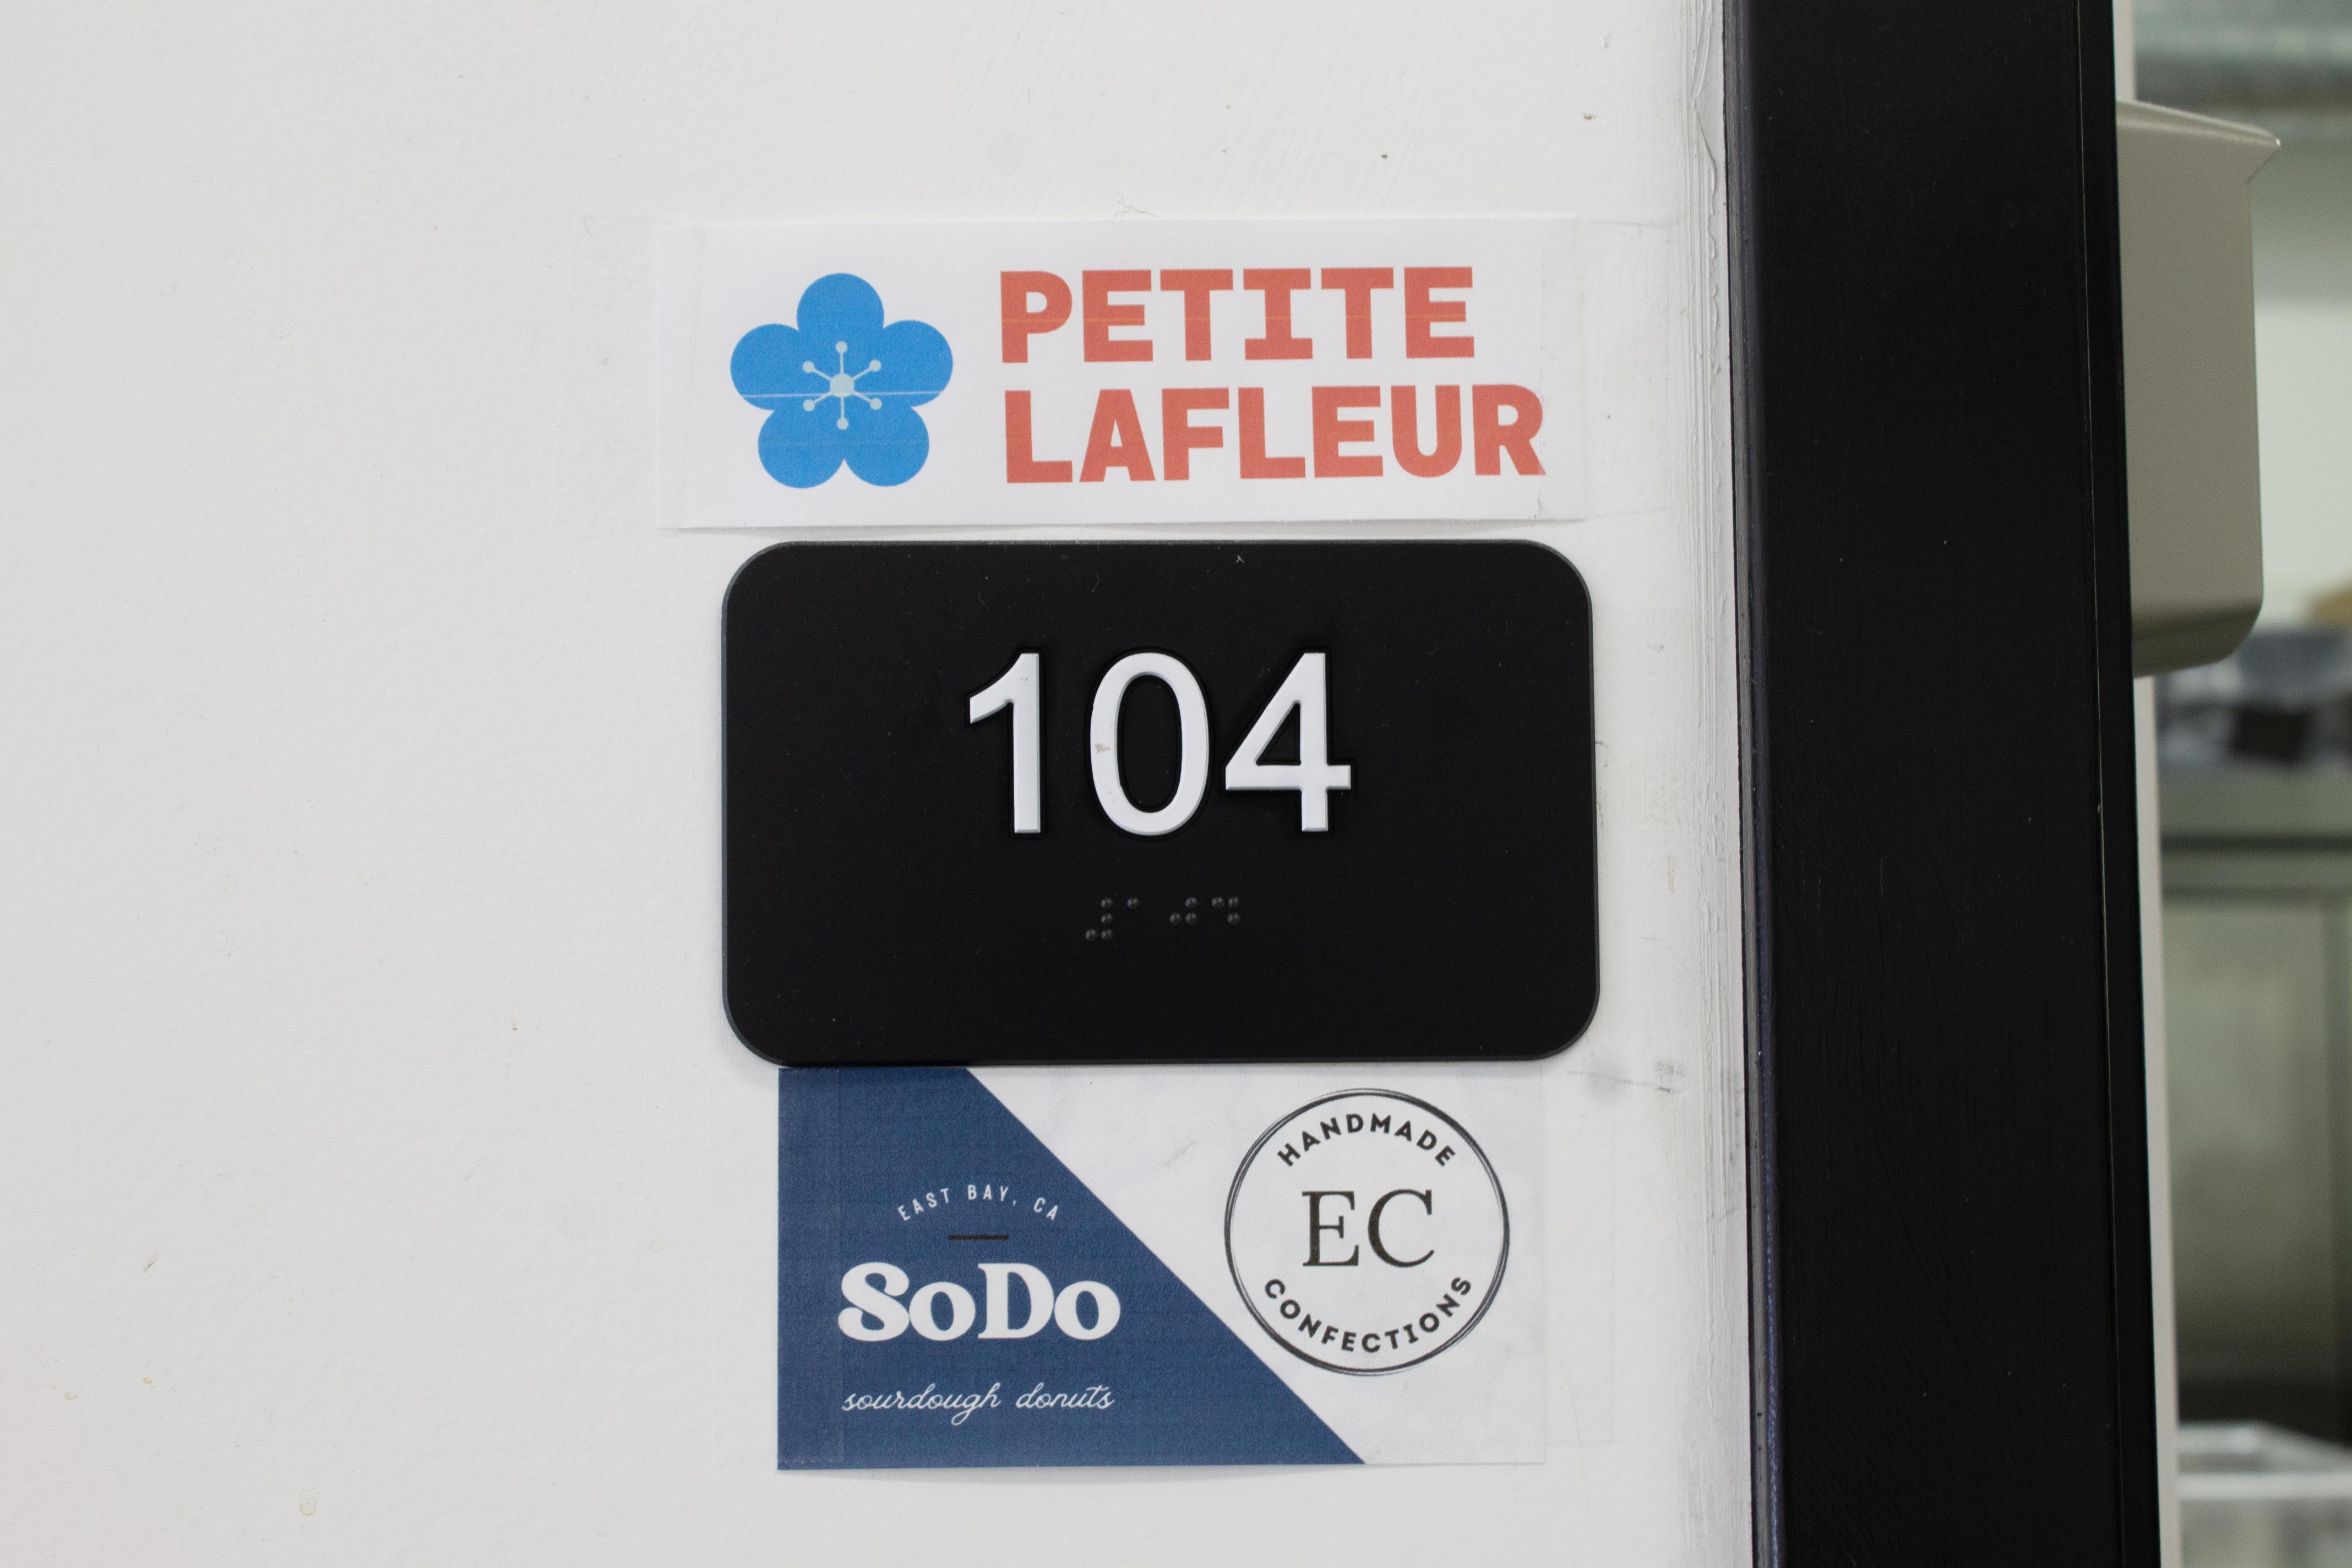 PETITE
LAFLEUR
104
⠼⠁⠚⠙
EAST BAY, CA
SoDo
sourdough donuts
HANDMADE
EC
CONFECTIONS